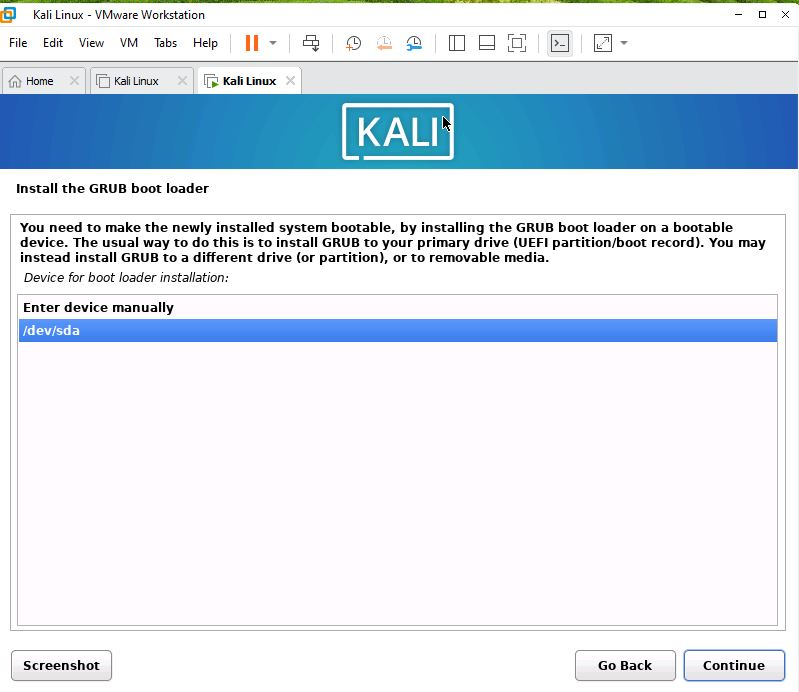 Kali Linux - VMware Workstation
File Edit View VM Tabs Help
Home Kali Linux Kali Linux
KALI
Install the GRUB boot loader
You need to make the newly installed system bootable, by installing the GRUB boot loader on a bootable
device. The usual way to do this is to install GRUB to your primary drive (UEFI partition/boot record). You may
instead install GRUB to a different drive (or partition), or to removable media.
Device for boot loader installation:
Enter device manually
/dev/sda
Screenshot Go Back Continue